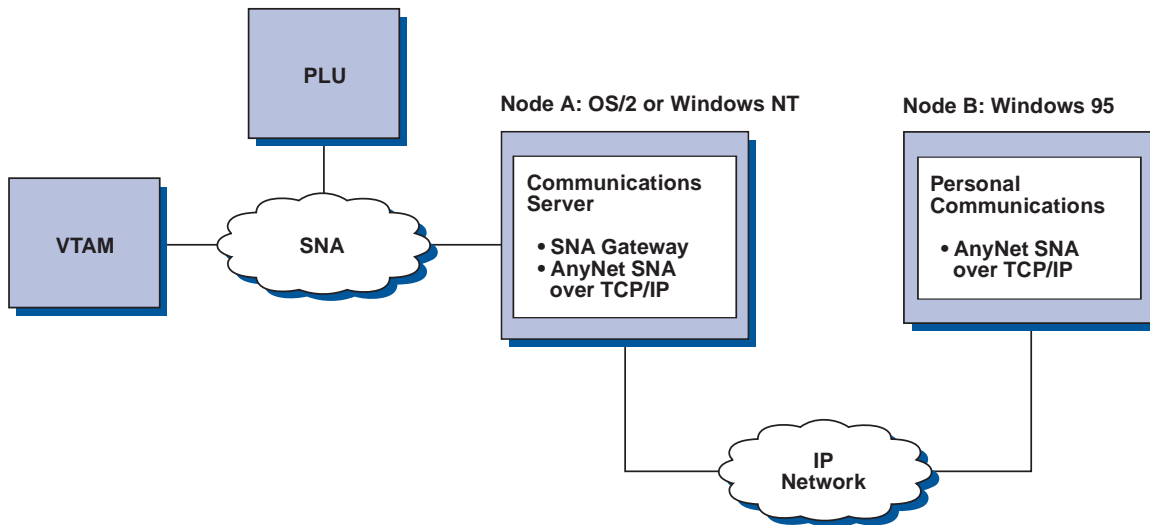 PLU
VTAM
SNA
Node A: OS/2 or Windows NT
Communications
Server
• SNA Gateway
• AnyNet SNA
over TCP/IP
Node B: Windows 95
Personal
Communications
• AnyNet SNA
over TCP/IP
IP
Network